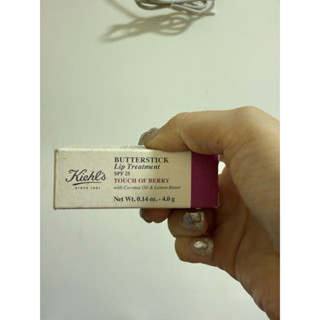 Kiehl's
SINCE 1851
BUTTERSTICK
Lip Treatment
SPF 25
TOUCH OF BERRY
with Coconut Oil & Lemon Butter
Net Wt. 0.14 oz. - 4.0 g